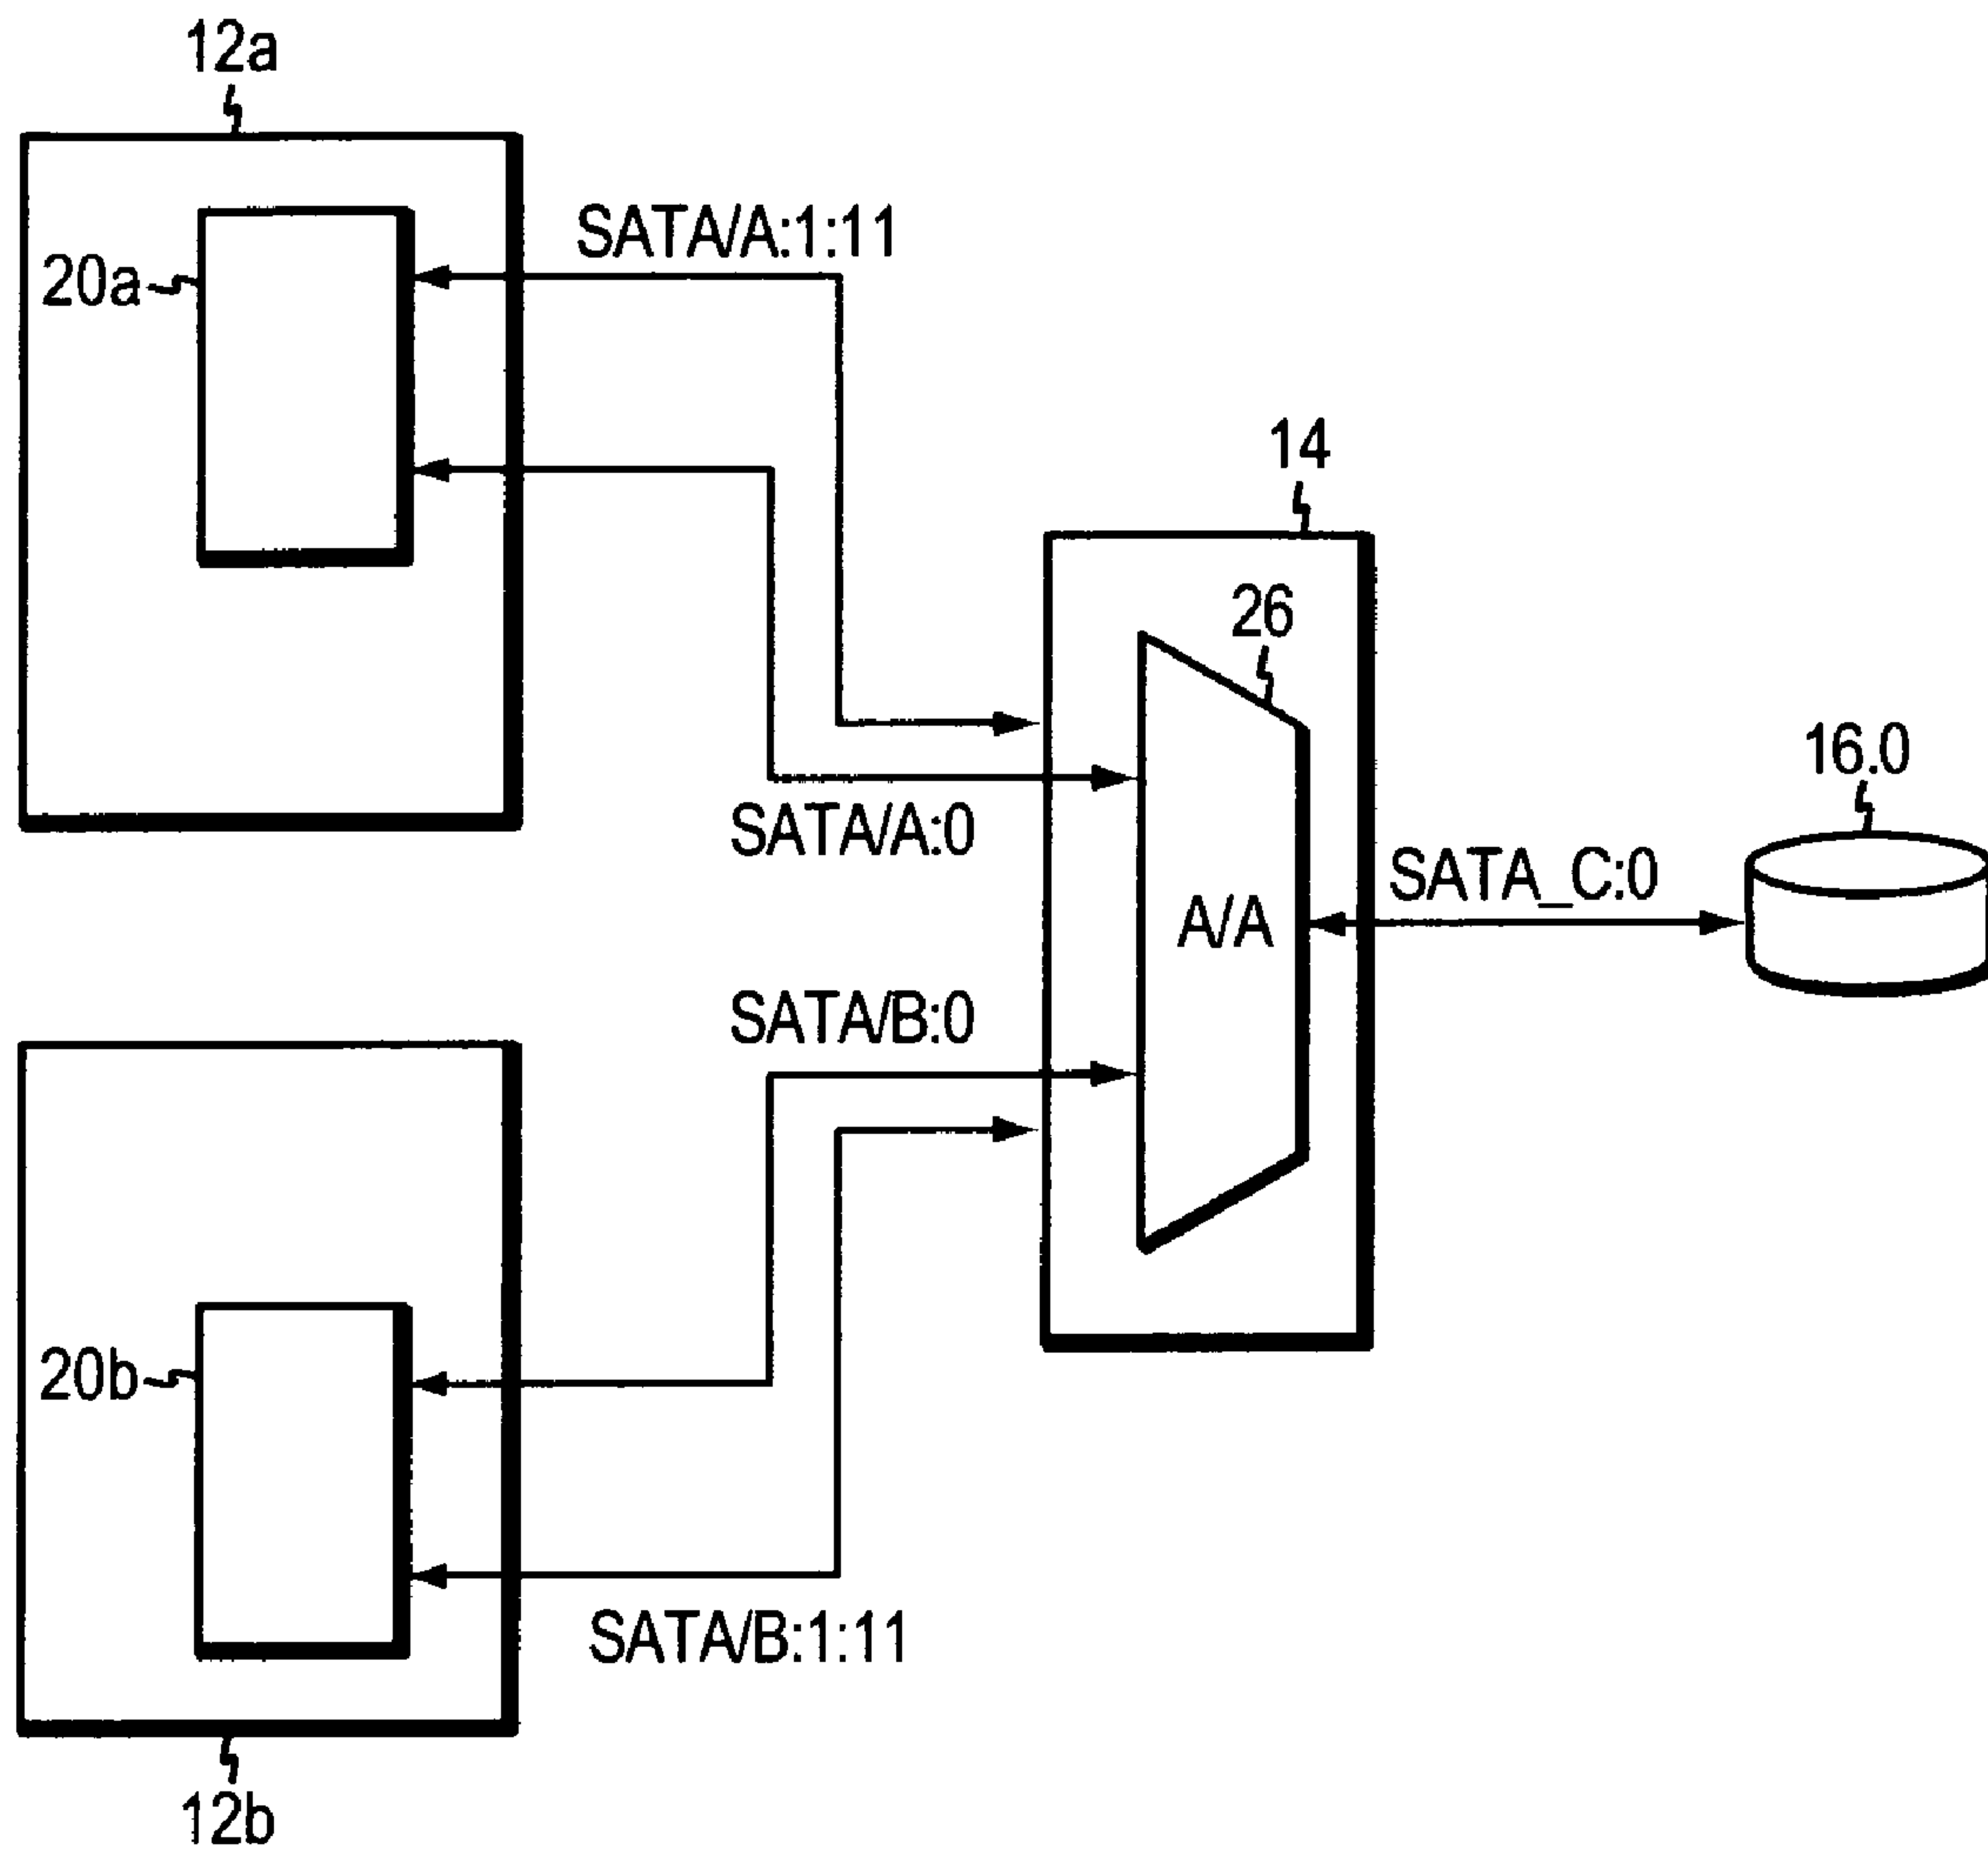 12a
SATA/A:1:11
20a
14
26
16.0
SATA/A:0
SATA_C:0
A/A
SATA/B:0
20b
SATA/B:1:11
12b